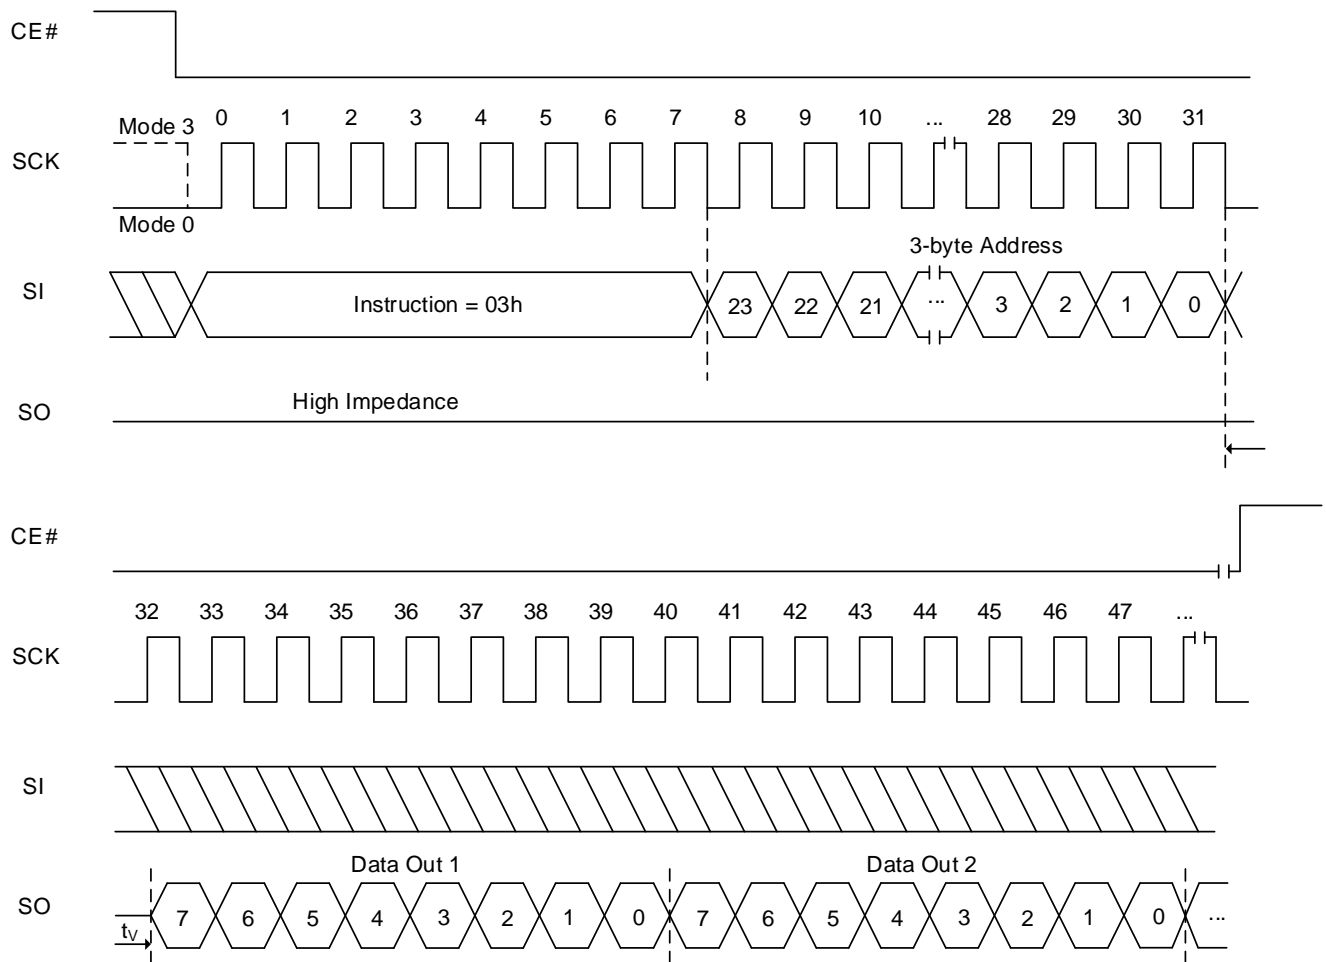 CE#
Mode 3 0 1 2 3 4 5 6 7 8 9 10 ... 28 29 30 31
SCK
Mode 0
3-byte Address
SI Instruction = 03h 23 22 21 ... 3 2 1 0
SO High Impedance
CE#
32 33 34 35 36 37 38 39 40 41 42 43 44 45 46 47 ...
SCK
SI
Data Out 1 Data Out 2
SO 7 6 5 4 3 2 1 0 7 6 5 4 3 2 1 0 ...
tV